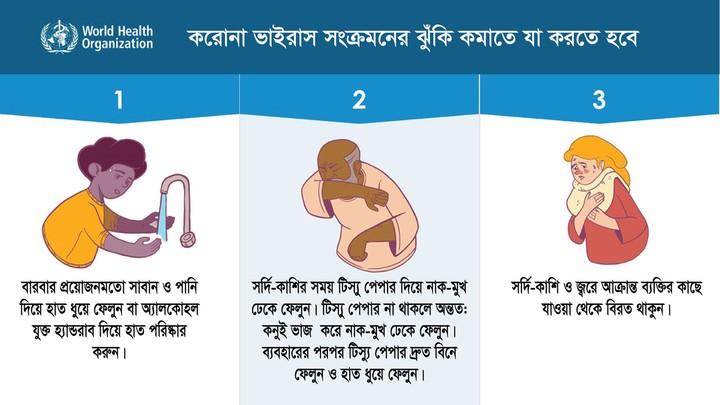 World Health
Organization
করোনা ভাইরাস সংক্রমনের ঝুঁকি কমাতে যা করতে হবে
1
বারবার প্রয়োজনমতো সাবান ও পানি
দিয়ে হাত ধুয়ে ফেলুন বা অ্যালকোহল
যুক্ত হ্যান্ডরাব দিয়ে হাত পরিষ্কার
করুন।
2
সর্দি-কাশির সময় টিস্যু পেপার দিয়ে নাক-মুখ
ঢেকে ফেলুন। টিস্যু পেপার না থাকলে অন্তত:
কনুই ভাজ করে নাক-মুখ ঢেকে ফেলুন।
ব্যবহারের পরপর টিস্যু পেপার দ্রুত বিনে
ফেলুন ও হাত ধুয়ে ফেলুন।
3
সর্দি-কাশি ও জ্বরে আক্রান্ত ব্যক্তির কাছে
যাওয়া থেকে বিরত থাকুন।